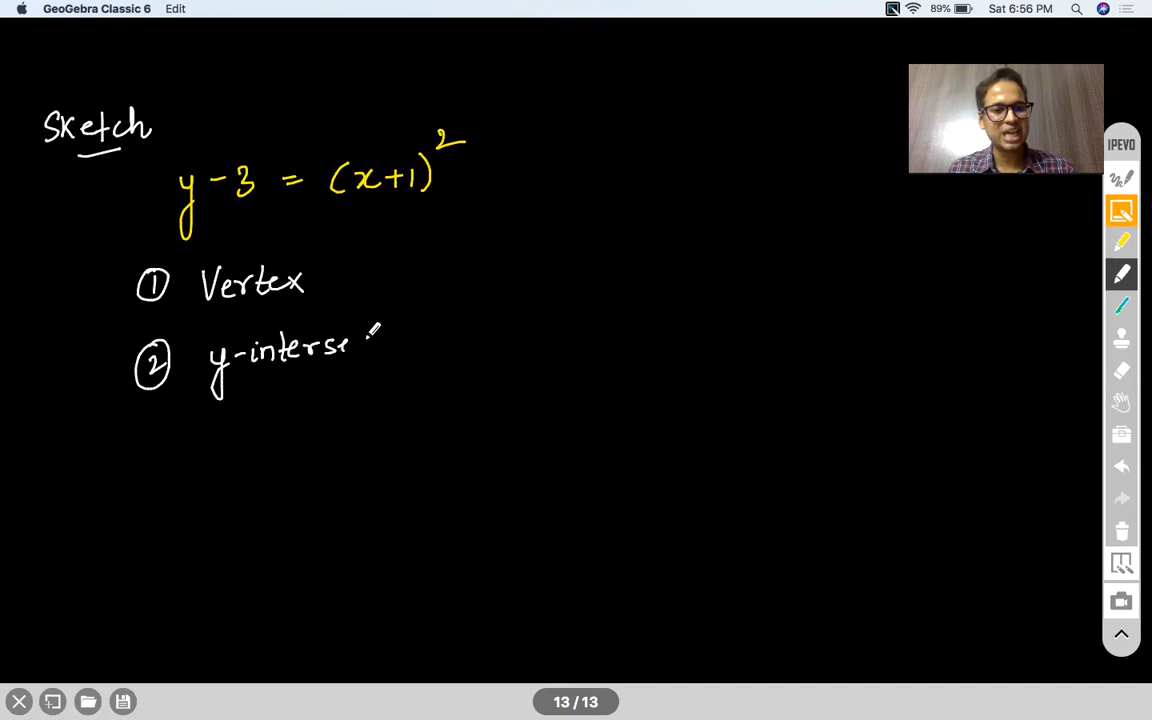 GeoGebra Classic 6 Edit 89% Sat 6:56 PM
IPEVO
Sketch
y - 3 = (x+1)²
① Vertex
② y-interse
13 / 13